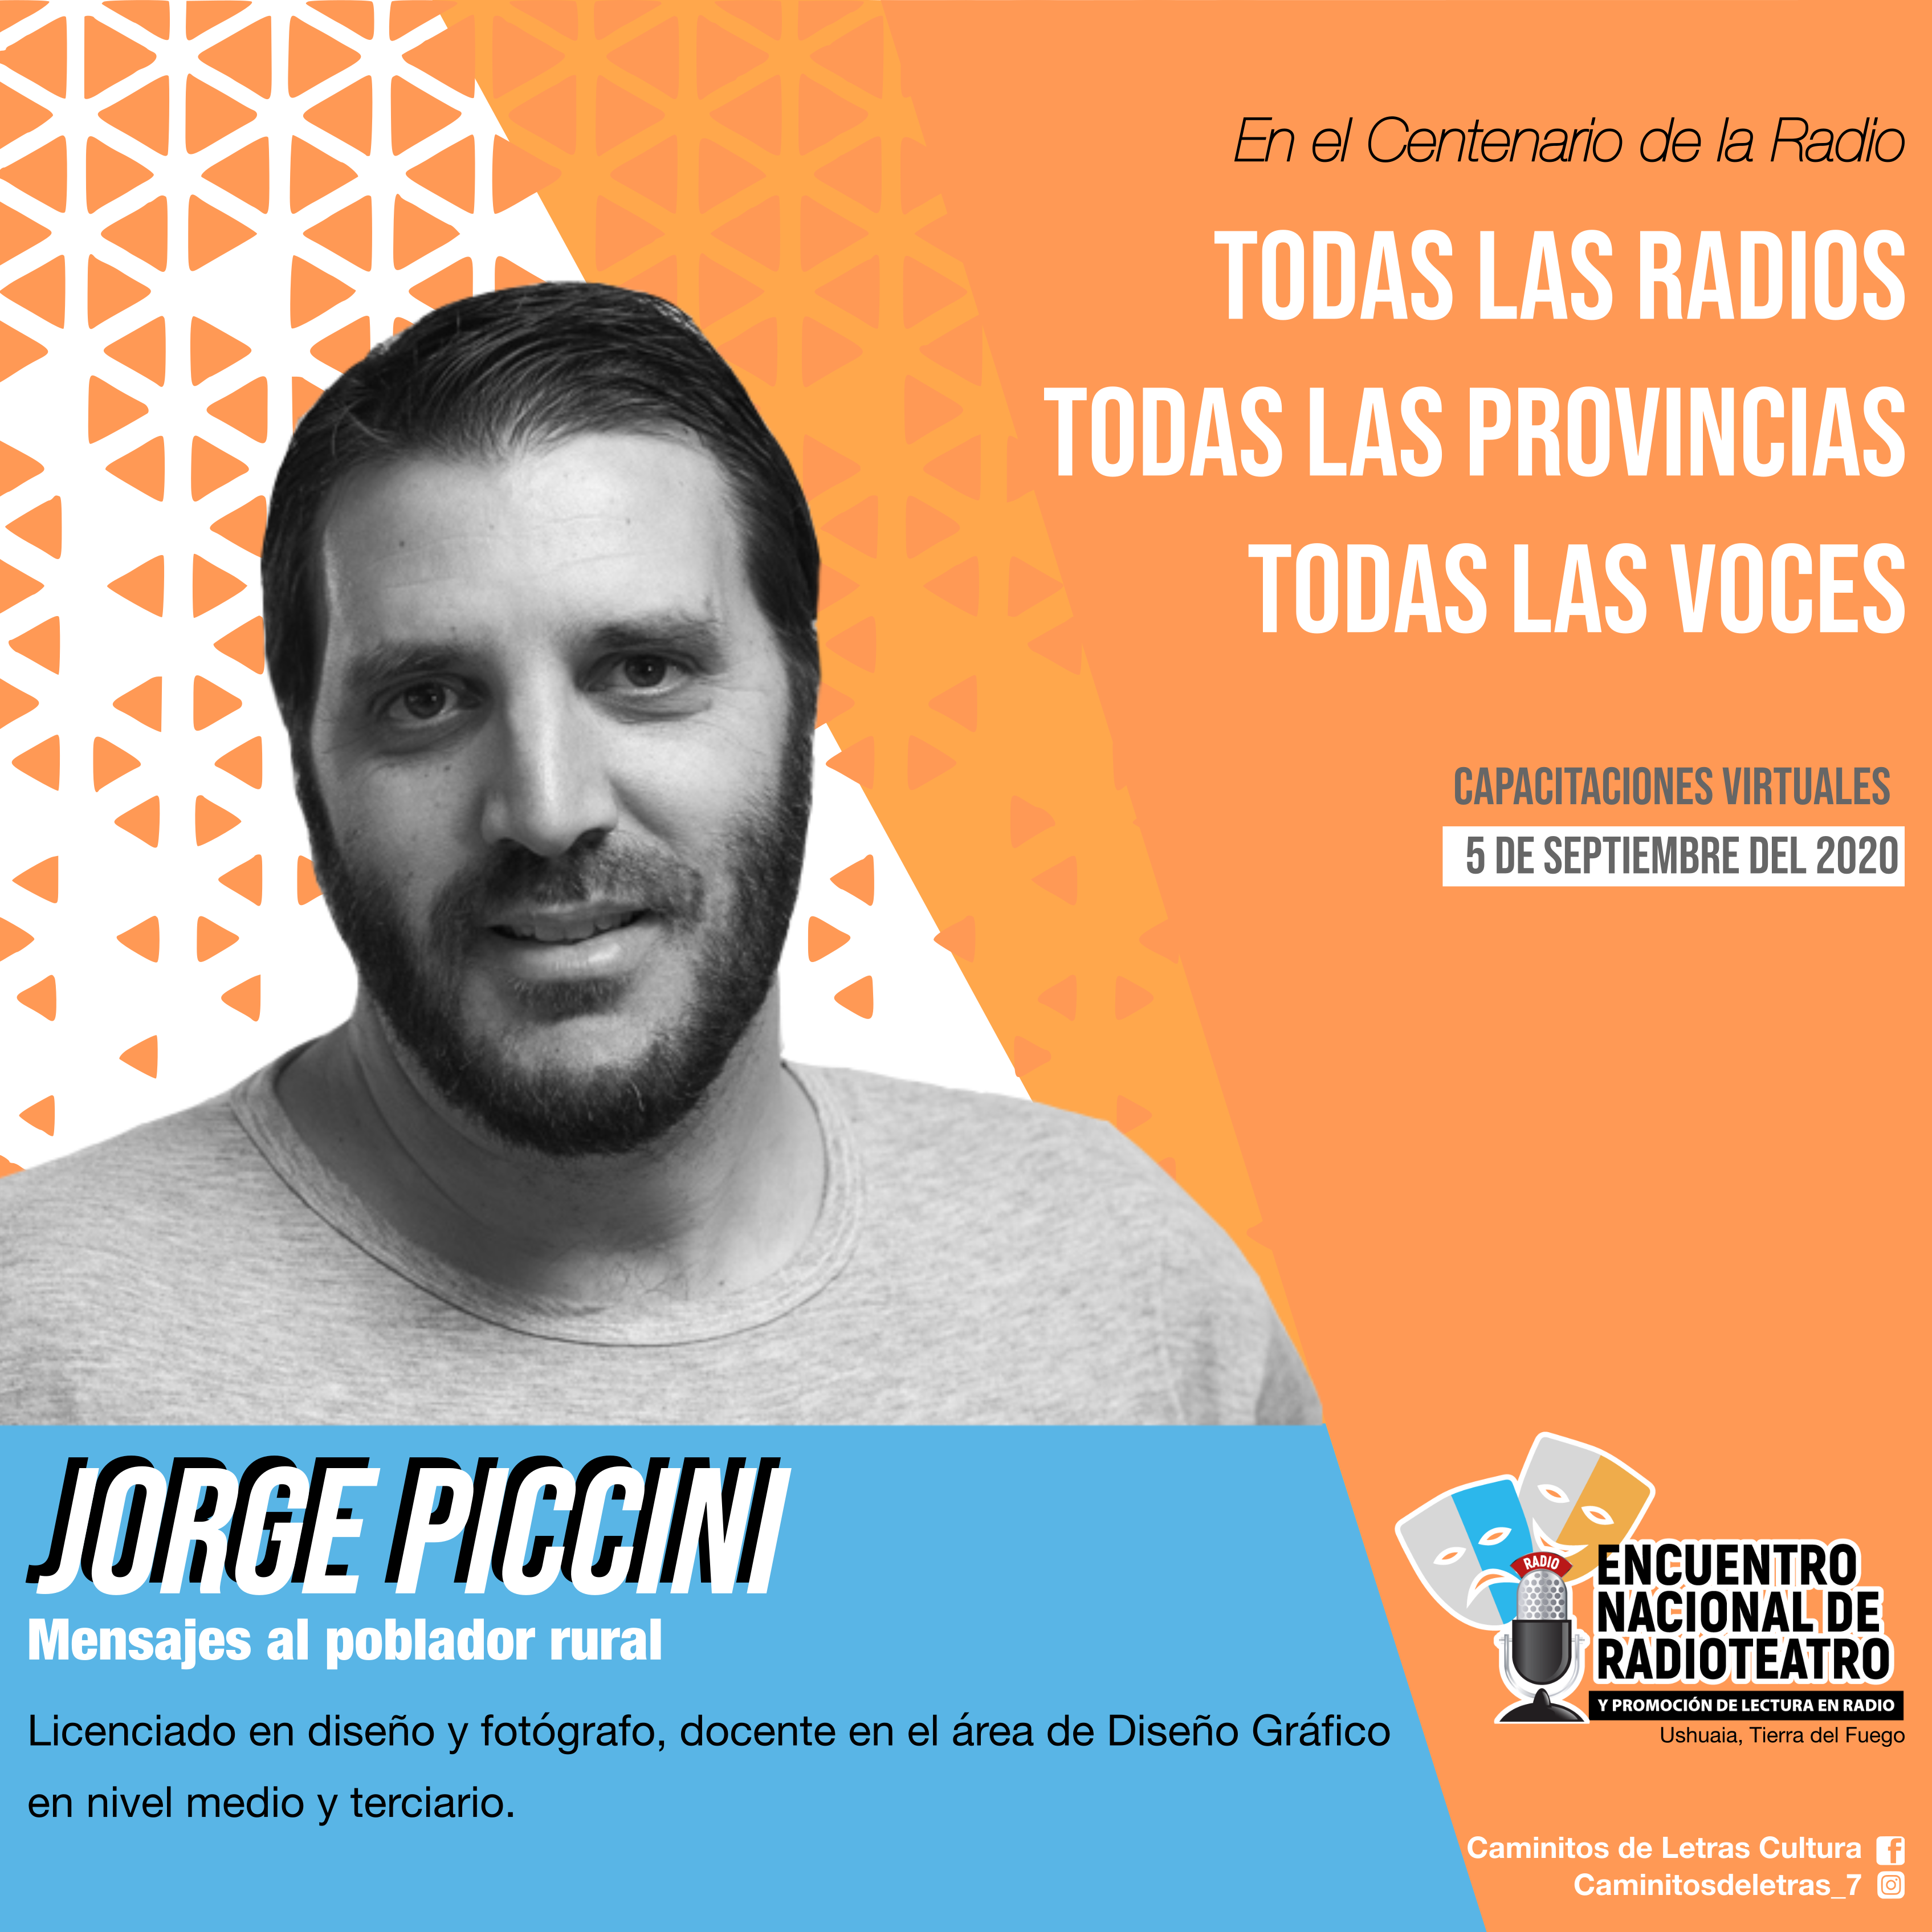 En el Centenario de la Radio
TODAS LAS RADIOS
TODAS LAS PROVINCIAS
TODAS LAS VOCES
CAPACITACIONES VIRTUALES
5 DE SEPTIEMBRE DEL 2020
JORGE PICCINI
Mensajes al poblador rural
Licenciado en diseño y fotógrafo, docente en el área de Diseño Gráfico
en nivel medio y terciario.
RADIO
ENCUENTRO
NACIONAL DE
RADIOTEATRO
Y PROMOCIÓN DE LECTURA EN RADIO
Ushuaia, Tierra del Fuego
Caminitos de Letras Cultura
Caminitosdeletras_7